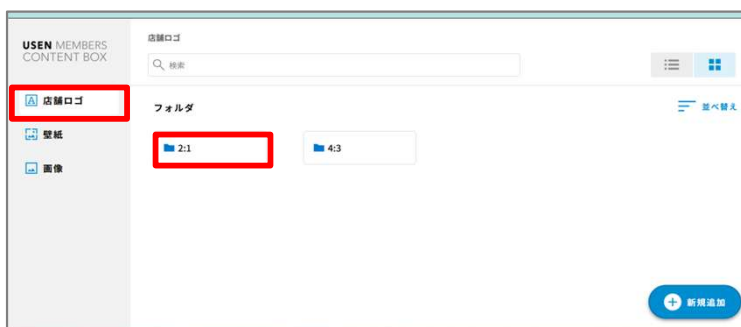 USEN MEMBERS
CONTENT BOX
店舗ロゴ
壁紙
画像
店舗ロゴ
検索
フォルダ
並べ替え
2:1
4:3
新規追加